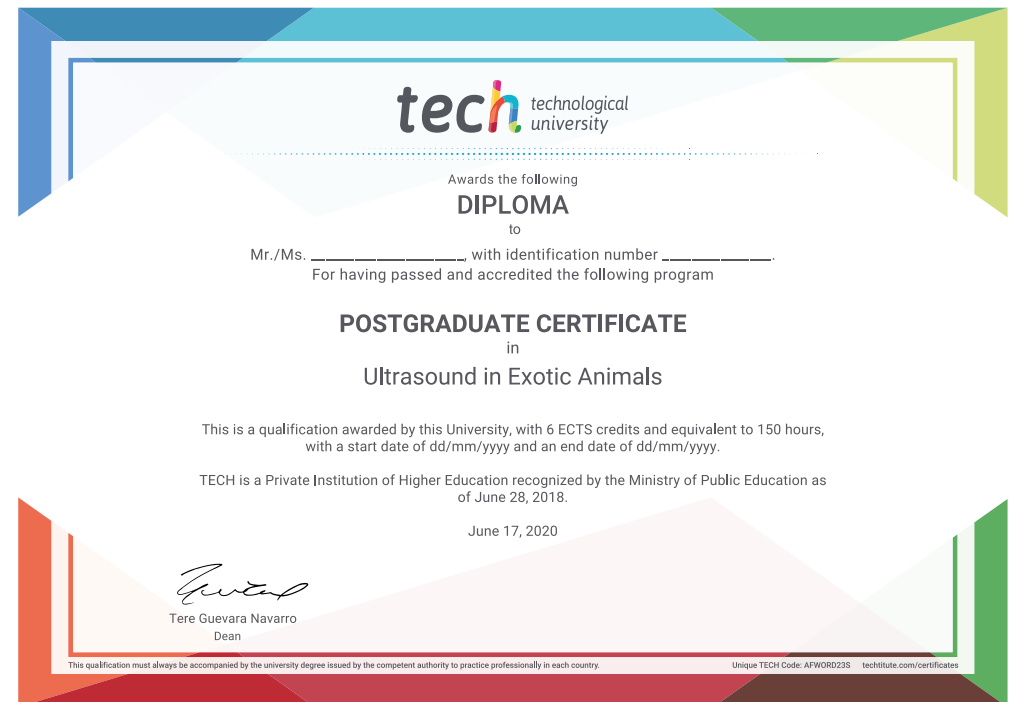 tech technological
university
Awards the following
DIPLOMA
to
Mr./Ms. ______________, with identification number __________.
For having passed and accredited the following program
POSTGRADUATE CERTIFICATE
in
Ultrasound in Exotic Animals
This is a qualification awarded by this University, with 6 ECTS credits and equivalent to 150 hours,
with a start date of dd/mm/yyyy and an end date of dd/mm/yyyy.
TECH is a Private Institution of Higher Education recognized by the Ministry of Public Education as
of June 28, 2018.
June 17, 2020
Tere Guevara Navarro
Dean
This qualification must always be accompanied by the university degree issued by the competent authority to practice professionally in each country.
Unique TECH Code: AFWORD23S techtitute.com/certificates